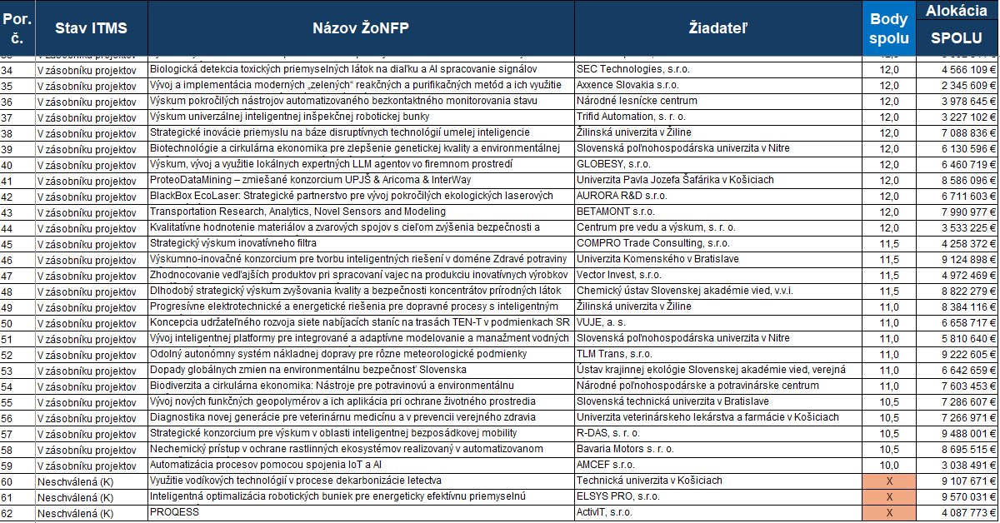 Por. č. Stav ITMS Názov ŽoNFP Žiadateľ Body spolu Alokácia SPOLU
34 V zásobníku projektov Biologická detekcia toxických priemyselných látok na diaľku a AI spracovanie signálov SEC Technologies, s.r.o. 12,0 4 566 109 €
35 V zásobníku projektov Vývoj a implementácia moderných „zelených“ reakčných a purifikačných metód a ich využitie Axxence Slovakia s.r.o. 12,0 2 345 609 €
36 V zásobníku projektov Výskum pokročilých nástrojov automatizovaného bezkontaktného monitorovania stavu Národné lesnícke centrum 12,0 3 978 645 €
37 V zásobníku projektov Výskum univerzálnej inteligentnej inšpekčnej robotickej bunky Trifid Automation, s. r. o. 12,0 3 227 102 €
38 V zásobníku projektov Strategické inovácie priemyslu na báze disruptívnych technológií umelej inteligencie Žilinská univerzita v Žiline 12,0 7 088 836 €
39 V zásobníku projektov Biotechnológie a cirkulárna ekonomika pre zlepšenie genetickej kvality a environmentálnej Slovenská poľnohospodárska univerzita v Nitre 12,0 6 130 596 €
40 V zásobníku projektov Výskum, vývoj a využitie lokálnych expertných LLM agentov vo firemnom prostredí GLOBESY, s.r.o. 12,0 6 460 719 €
41 V zásobníku projektov ProteoDataMining – zmiešané konzorcium UPJŠ & Aricoma & InterWay Univerzita Pavla Jozefa Šafárika v Košiciach 12,0 8 586 096 €
42 V zásobníku projektov BlackBox EcoLaser: Strategické partnerstvo pre vývoj pokročilých ekologických laserových AURORA R&D s.r.o. 12,0 6 711 603 €
43 V zásobníku projektov Transportation Research, Analytics, Novel Sensors and Modeling BETAMONT s.r.o. 12,0 7 990 977 €
44 V zásobníku projektov Kvalitatívne hodnotenie materiálov a zvarových spojov s cieľom zvýšenia bezpečnosti a Centrum pre vedu a výskum, s. r. o. 12,0 3 533 225 €
45 V zásobníku projektov Strategický výskum inovatívneho filtra COMPRO Trade Consulting, s.r.o. 11,5 4 258 372 €
46 V zásobníku projektov Výskumno-inovačné konzorcium pre tvorbu inteligentných riešení v doméne Zdravé potraviny Univerzita Komenského v Bratislave 11,5 9 124 898 €
47 V zásobníku projektov Zhodnocovanie vedľajších produktov pri spracovaní vajec na produkciu inovatívnych výrobkov Vector Invest, s.r.o. 11,5 4 972 469 €
48 V zásobníku projektov Dlhodobý strategický výskum zvyšovania kvality a bezpečnosti koncentrátov prírodných látok Chemický ústav Slovenskej akadémie vied, v.v.i. 11,5 8 822 279 €
49 V zásobníku projektov Progresívne elektrotechnické a energetické riešenia pre dopravné procesy s inteligentným Žilinská univerzita v Žiline 11,0 8 384 116 €
50 V zásobníku projektov Koncepcia udržateľného rozvoja siete nabíjacích staníc na trasách TEN-T v podmienkach SR VUJE, a. s. 11,0 6 658 717 €
51 V zásobníku projektov Vývoj inteligentnej platformy pre integrované a adaptívne modelovanie a manažment vodných Slovenská poľnohospodárska univerzita v Nitre 11,0 5 810 640 €
52 V zásobníku projektov Odolný autonómny systém nákladnej dopravy pre rôzne meteorologické podmienky TLM Trans, s.r.o. 11,0 9 222 605 €
53 V zásobníku projektov Dopady globálnych zmien na environmentálnu bezpečnosť Slovenska Ústav krajinnej ekológie Slovenskej akadémie vied, verejná 11,0 6 642 659 €
54 V zásobníku projektov Biodiverzita a cirkulárna ekonomika: Nástroje pre potravinovú a environmentálnu Národné poľnohospodárske a potravinárske centrum 11,0 7 603 453 €
55 V zásobníku projektov Vývoj nových funkčných geopolymérov a ich aplikácia pri ochrane životného prostredia Slovenská technická univerzita v Bratislave 10,5 7 286 607 €
56 V zásobníku projektov Diagnostika novej generácie pre veterinárnu medicínu a v prevencii verejného zdravia Univerzita veterinárskeho lekárstva a farmácie v Košiciach 10,5 7 266 971 €
57 V zásobníku projektov Strategické konzorcium pre výskum v oblasti inteligentnej bezposádkovej mobility R-DAS, s. r. o. 10,5 9 488 001 €
58 V zásobníku projektov Nechemický prístup v ochrane rastlinných ekosystémov realizovaný v automatizovanom Bavaria Motors s. r. o. 10,5 8 695 515 €
59 V zásobníku projektov Automatizácia procesov pomocou spojenia IoT a AI AMCEF s.r.o. 10,0 3 038 491 €
60 Neschválená (K) Využitie vodíkových technológií v procese dekarbonizácie letectva Technická univerzita v Košiciach X 9 107 671 €
61 Neschválená (K) Inteligentná optimalizácia robotických buniek pre energeticky efektívnu priemyselnú ELSYS PRO, s.r.o. X 9 570 031 €
62 Neschválená (K) PROQESS ActivIT, s.r.o. X 4 087 773 €